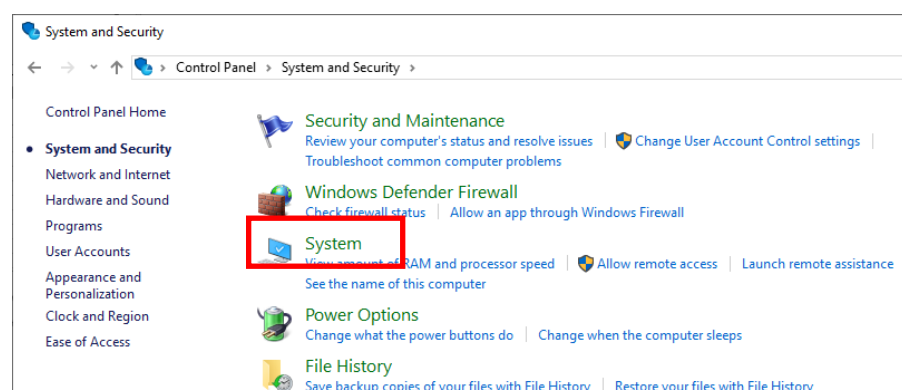 System and Security
Control Panel > System and Security >
Control Panel Home
System and Security
Network and Internet
Hardware and Sound
Programs
User Accounts
Appearance and
Personalization
Clock and Region
Ease of Access
Security and Maintenance
Review your computer's status and resolve issues Change User Account Control settings
Troubleshoot common computer problems
Windows Defender Firewall
Check firewall status Allow an app through Windows Firewall
System
View amount of RAM and processor speed Allow remote access Launch remote assistance
See the name of this computer
Power Options
Change what the power buttons do Change when the computer sleeps
File History
Save backup copies of your files with File History Restore your files with File History